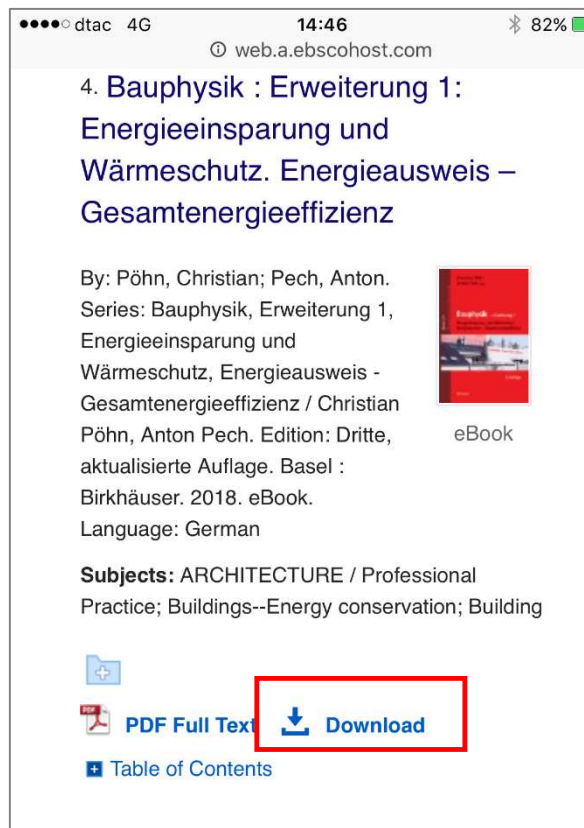 dtac 4G 14:46 82%
web.a.ebscohost.com
4. Bauphysik : Erweiterung 1:
Energieeinsparung und
Wärmeschutz. Energieausweis –
Gesamtenergieeffizienz
By: Pöhn, Christian; Pech, Anton.
Series: Bauphysik, Erweiterung 1,
Energieeinsparung und
Wärmeschutz, Energieausweis -
Gesamtenergieeffizienz / Christian
Pöhn, Anton Pech. Edition: Dritte,
aktualisierte Auflage. Basel :
Birkhäuser. 2018. eBook.
Language: German
Bauphysik
eBook
Subjects: ARCHITECTURE / Professional
Practice; Buildings--Energy conservation; Building
PDF Full Text Download
Table of Contents